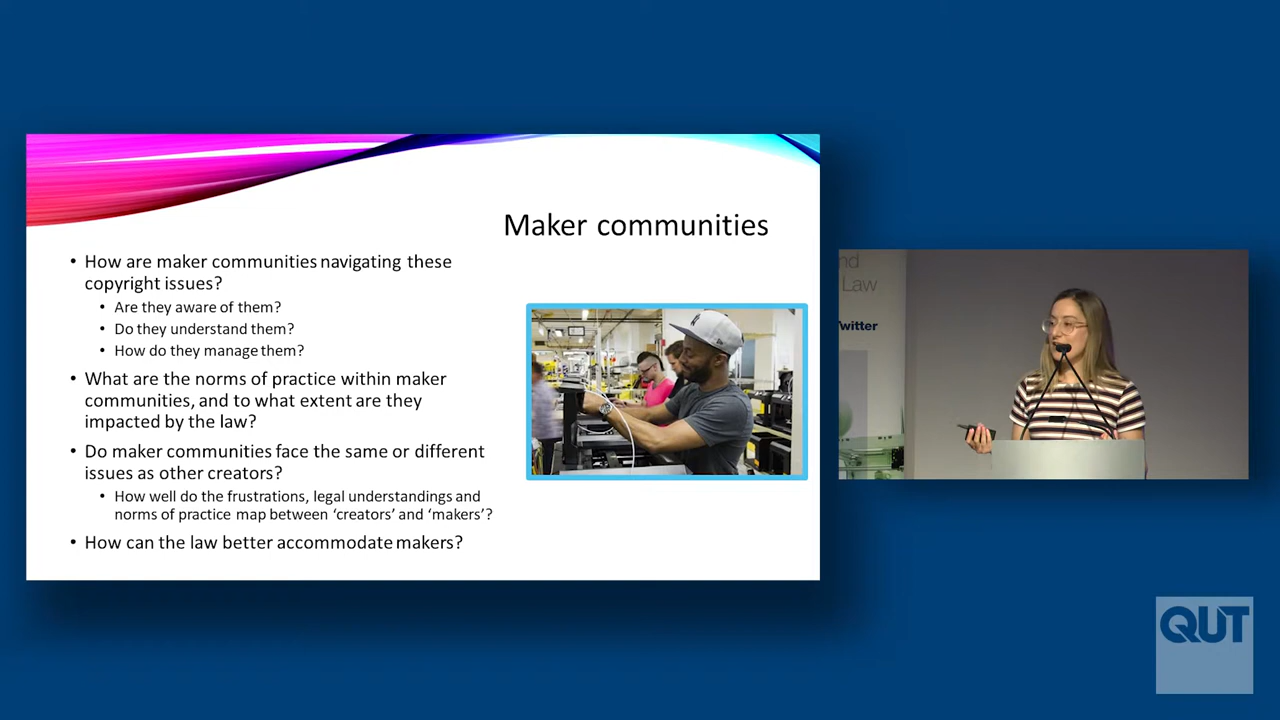 Maker communities
• How are maker communities navigating these
copyright issues?
• Are they aware of them?
• Do they understand them?
• How do they manage them?
• What are the norms of practice within maker
communities, and to what extent are they
impacted by the law?
• Do maker communities face the same or different
issues as other creators?
• How well do the frustrations, legal understandings and
norms of practice map between ‘creators’ and ‘makers’?
• How can the law better accommodate makers?
nd
Law
Twitter
QUT